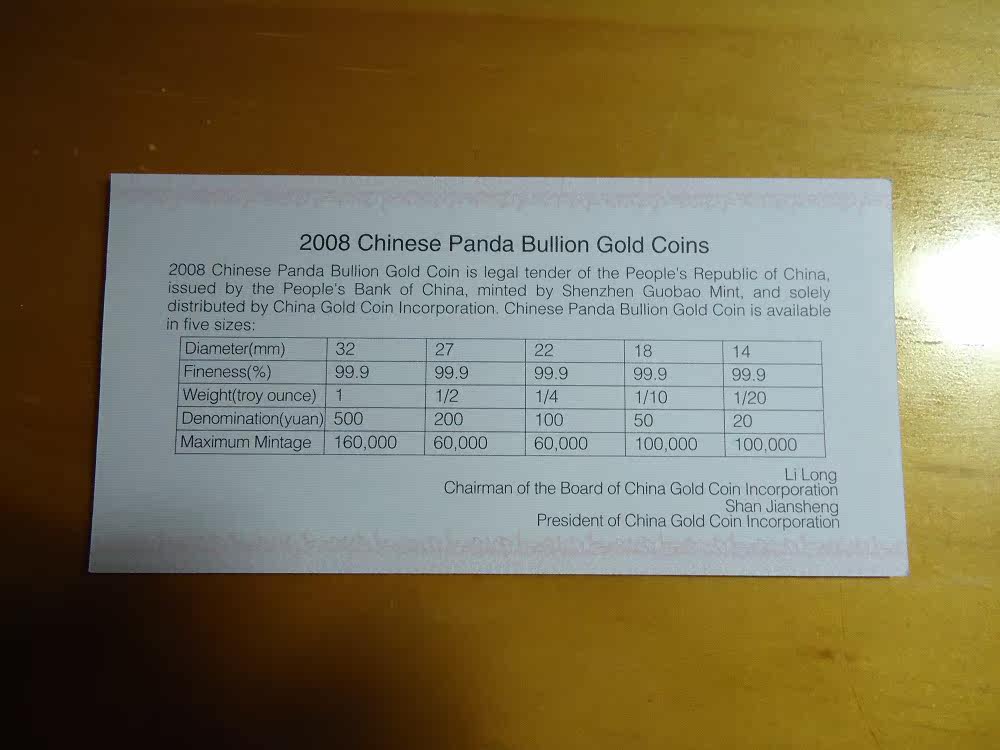 2008 Chinese Panda Bullion Gold Coins
2008 Chinese Panda Bullion Gold Coin is legal tender of the People's Republic of China,
issued by the People's Bank of China, minted by Shenzhen Guobao Mint, and solely
distributed by China Gold Coin Incorporation. Chinese Panda Bullion Gold Coin is available
in five sizes:
Diameter(mm) 32 27 22 18 14
Fineness(%) 99.9 99.9 99.9 99.9 99.9
Weight(troy ounce) 1 1/2 1/4 1/10 1/20
Denomination(yuan) 500 200 100 50 20
Maximum Mintage 160,000 60,000 60,000 100,000 100,000
Li Long
Chairman of the Board of China Gold Coin Incorporation
Shan Jiansheng
President of China Gold Coin Incorporation